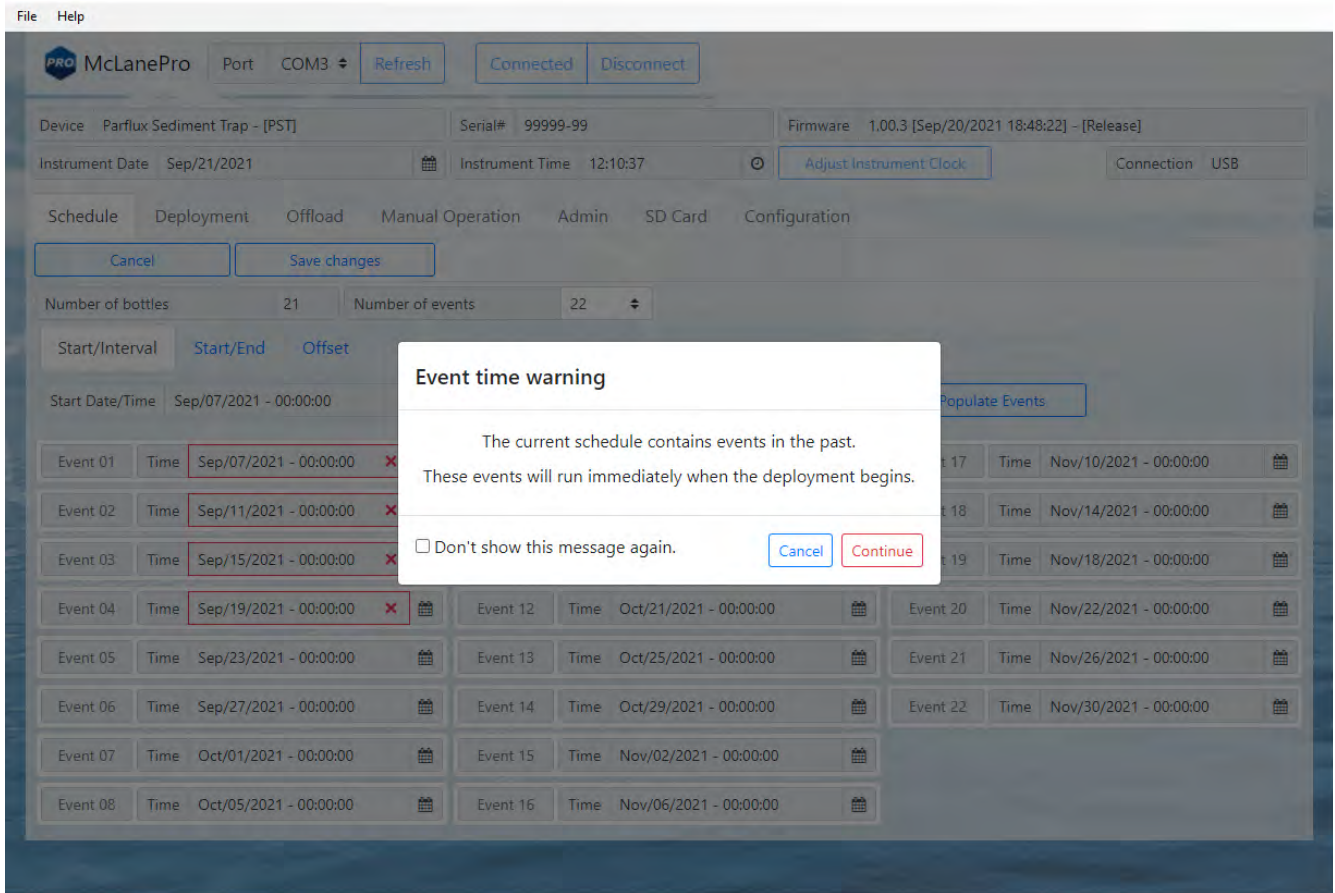 File Help
PRO McLanePro Port COM3 Refresh Connected Disconnect
Device Parflux Sediment Trap - [PST] Serial# 99999-99 Firmware 1.00.3 [Sep/20/2021 18:48:22] - [Release]
Instrument Date Sep/21/2021 Instrument Time 12:10:37 Adjust Instrument Clock Connection USB
Schedule Deployment Offload Manual Operation Admin SD Card Configuration
Cancel Save changes
Number of bottles 21 Number of events 22
Start/Interval Start/End Offset
Start Date/Time Sep/07/2021 - 00:00:00 Populate Events
Event time warning
The current schedule contains events in the past.
These events will run immediately when the deployment begins.
Don't show this message again. Cancel Continue
Event 01 Time Sep/07/2021 - 00:00:00 t 17 Time Nov/10/2021 - 00:00:00
Event 02 Time Sep/11/2021 - 00:00:00 t 18 Time Nov/14/2021 - 00:00:00
Event 03 Time Sep/15/2021 - 00:00:00 t 19 Time Nov/18/2021 - 00:00:00
Event 04 Time Sep/19/2021 - 00:00:00 Event 12 Time Oct/21/2021 - 00:00:00 Event 20 Time Nov/22/2021 - 00:00:00
Event 05 Time Sep/23/2021 - 00:00:00 Event 13 Time Oct/25/2021 - 00:00:00 Event 21 Time Nov/26/2021 - 00:00:00
Event 06 Time Sep/27/2021 - 00:00:00 Event 14 Time Oct/29/2021 - 00:00:00 Event 22 Time Nov/30/2021 - 00:00:00
Event 07 Time Oct/01/2021 - 00:00:00 Event 15 Time Nov/02/2021 - 00:00:00
Event 08 Time Oct/05/2021 - 00:00:00 Event 16 Time Nov/06/2021 - 00:00:00